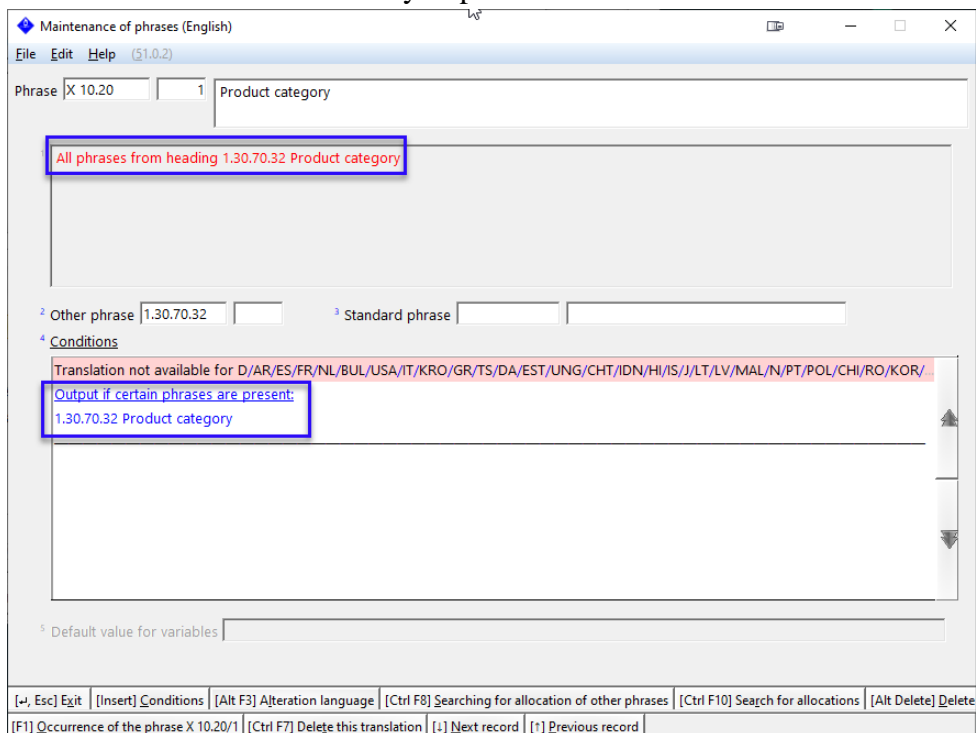 Maintenance of phrases (English)
File Edit Help (51.0.2)
Phrase X 10.20 1 Product category
1 All phrases from heading 1.30.70.32 Product category
2 Other phrase 1.30.70.32 3 Standard phrase
4 Conditions
Translation not available for D/AR/ES/FR/NL/BUL/USA/IT/KRO/GR/TS/DA/EST/UNG/CHT/IDN/HI/IS/J/LT/LV/MAL/N/PT/POL/CHI/RO/KOR/...
Output if certain phrases are present:
1.30.70.32 Product category
5 Default value for variables
[↵, Esc] Exit [Insert] Conditions [Alt F3] Alteration language [Ctrl F8] Searching for allocation of other phrases [Ctrl F10] Search for allocations [Alt Delete] Delete
[F1] Occurrence of the phrase X 10.20/1 [Ctrl F7] Delete this translation [↓] Next record [↑] Previous record